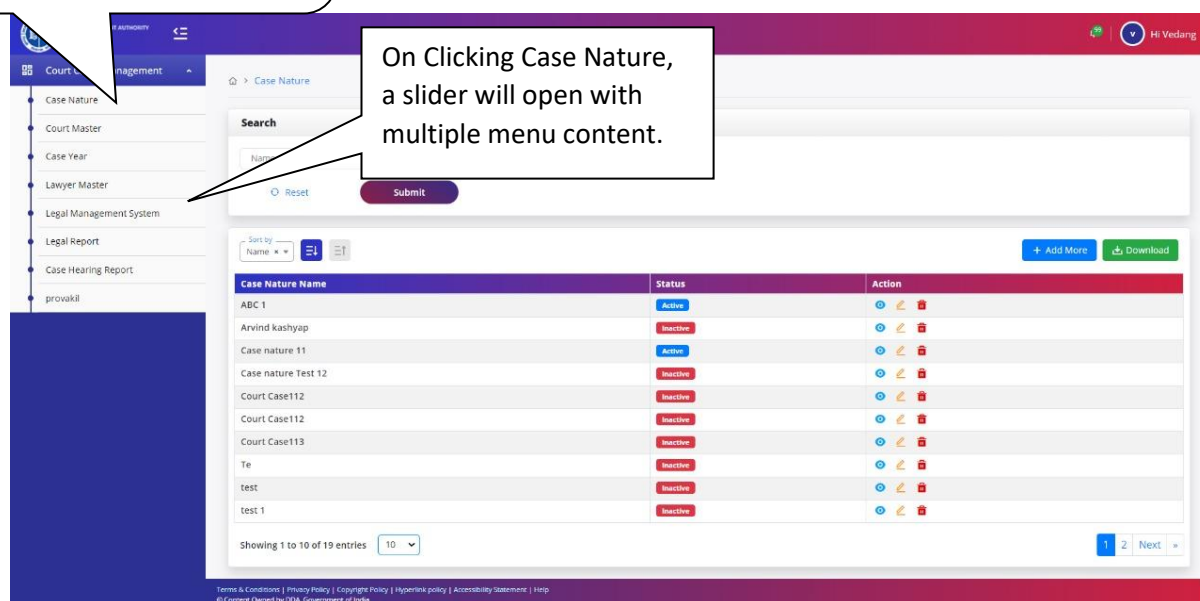 T AUTHORITY
99
v Hi Vedang
Court C nagement
Case Nature
Court Master
Case Year
Lawyer Master
Legal Management System
Legal Report
Case Hearing Report
provakil
> Case Nature
On Clicking Case Nature,
a slider will open with
multiple menu content.
Search
Name
Reset Submit
Sort by
Name × + Add More Download
Case Nature Name Status Action
ABC 1 Active
Arvind kashyap Inactive
Case nature 11 Active
Case nature Test 12 Inactive
Court Case112 Inactive
Court Case112 Inactive
Court Case113 Inactive
Te Inactive
test Inactive
test 1 Inactive
Showing 1 to 10 of 19 entries 10 1 2 Next »
Terms & Conditions | Privacy Policy | Copyright Policy | Hyperlink policy | Accessibility Statement | Help
© Content Owned by DDA, Government of India